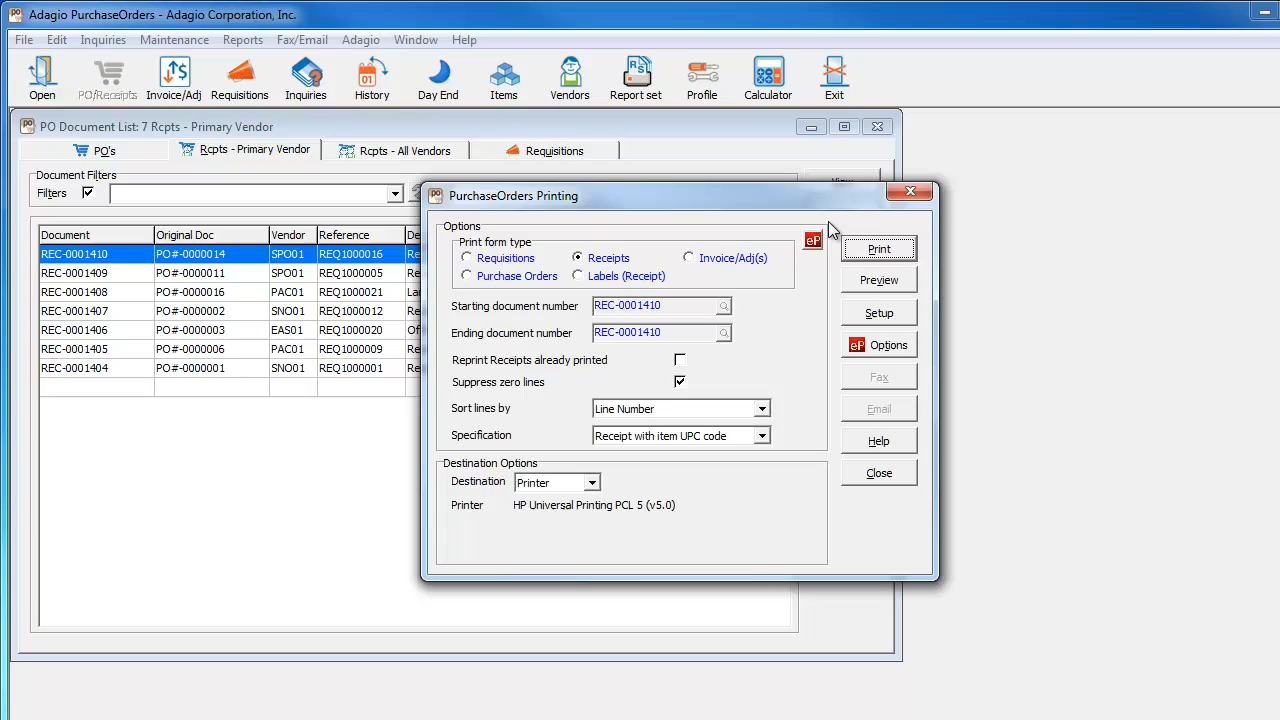 Adagio PurchaseOrders - Adagio Corporation, Inc.
File Edit Inquiries Maintenance Reports Fax/Email Adagio Window Help
Open PO/Receipts Invoice/Adj Requisitions Inquiries History Day End Items Vendors Report set Profile Calculator Exit
PO Document List: 7 Rcpts - Primary Vendor
PO's Rcpts - Primary Vendor Rcpts - All Vendors Requisitions
Document Filters
Filters
Document Original Doc Vendor Reference
REC-0001410 PO#-0000014 SPO01 REQ1000016
REC-0001409 PO#-0000011 SPO01 REQ1000005
REC-0001408 PO#-0000016 PAC01 REQ1000021
REC-0001407 PO#-0000002 SNO01 REQ1000012
REC-0001406 PO#-0000003 EAS01 REQ1000020
REC-0001405 PO#-0000006 PAC01 REQ1000009
REC-0001404 PO#-0000001 SNO01 REQ1000001
PurchaseOrders Printing
Options
Print form type
Requisitions Receipts Invoice/Adj(s)
Purchase Orders Labels (Receipt)
Starting document number REC-0001410
Ending document number REC-0001410
Reprint Receipts already printed
Suppress zero lines
Sort lines by Line Number
Specification Receipt with item UPC code
Destination Options
Destination Printer
Printer HP Universal Printing PCL 5 (v5.0)
eP
Print
Preview
Setup
eP Options
Fax
Email
Help
Close